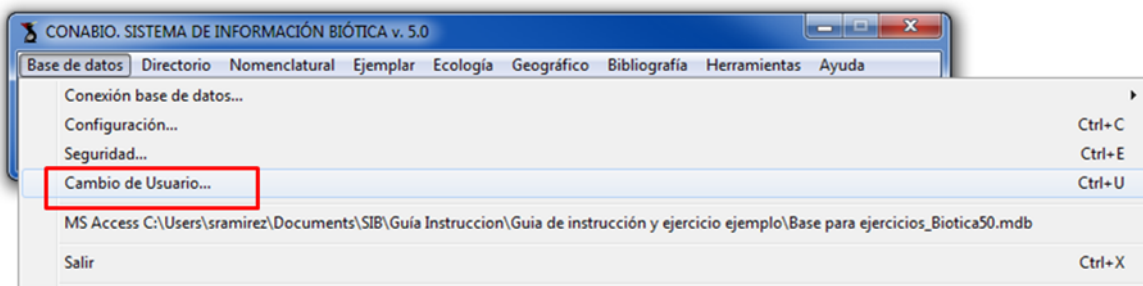 CONABIO. SISTEMA DE INFORMACIÓN BIÓTICA v. 5.0
Base de datos Directorio Nomenclatural Ejemplar Ecología Geográfico Bibliografía Herramientas Ayuda
Conexión base de datos...
Configuración... Ctrl+C
Seguridad... Ctrl+E
Cambio de Usuario... Ctrl+U
MS Access C:\Users\sramirez\Documents\SIB\Guía Instruccion\Guia de instrucción y ejercicio ejemplo\Base para ejercicios_Biotica50.mdb
Salir Ctrl+X